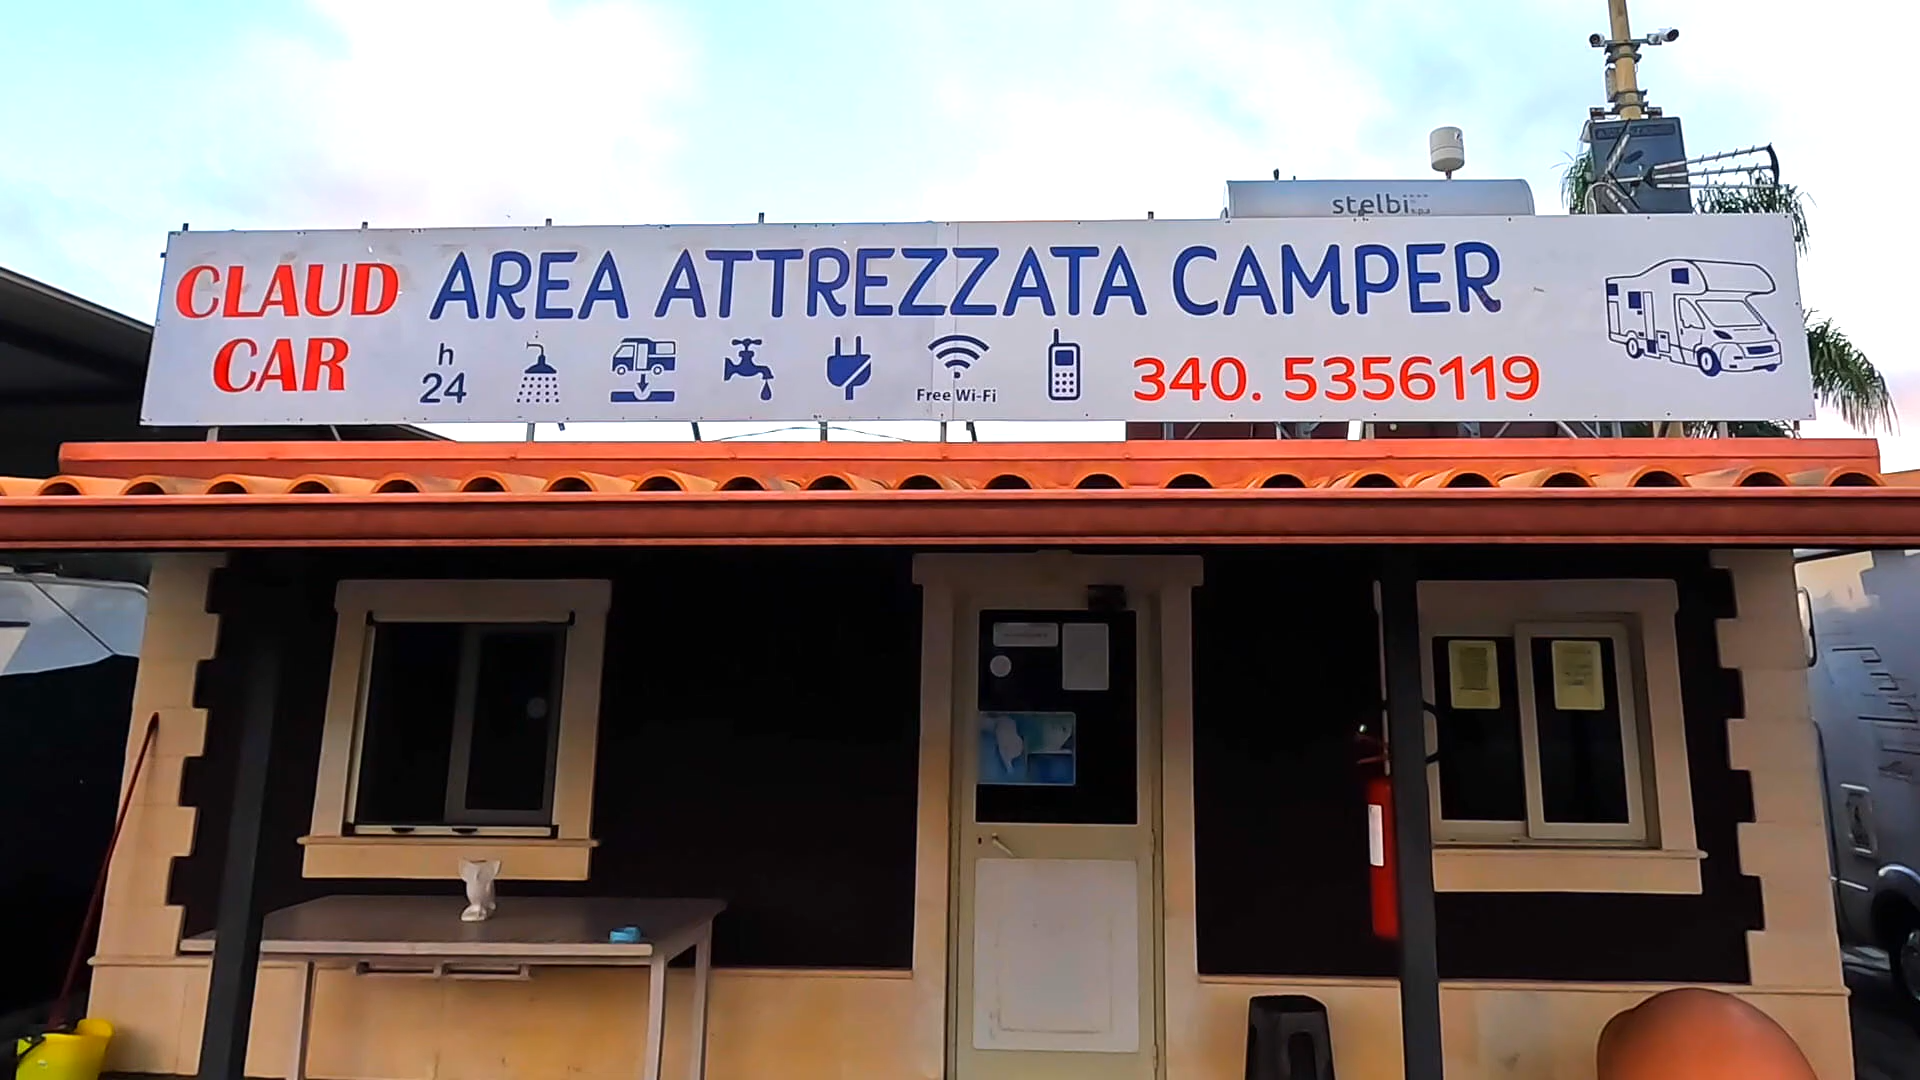 stelbi s.p.a
CLAUD CAR
AREA ATTREZZATA CAMPER
h 24
Free Wi-Fi
340. 5356119